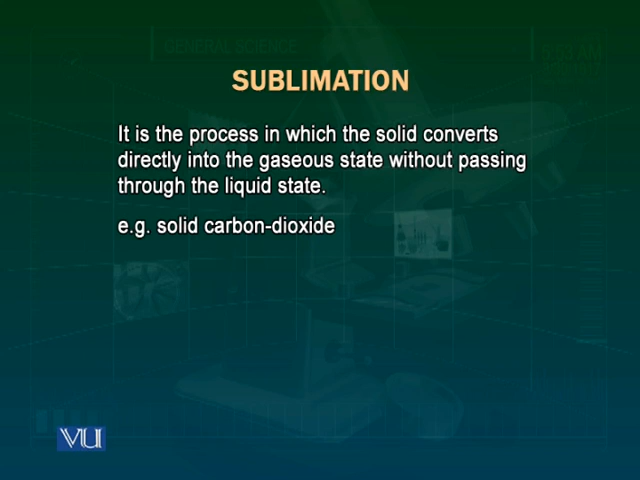 GENERAL SCIENCE
SUBLIMATION
It is the process in which the solid converts
directly into the gaseous state without passing
through the liquid state.
e.g. solid carbon-dioxide
VU